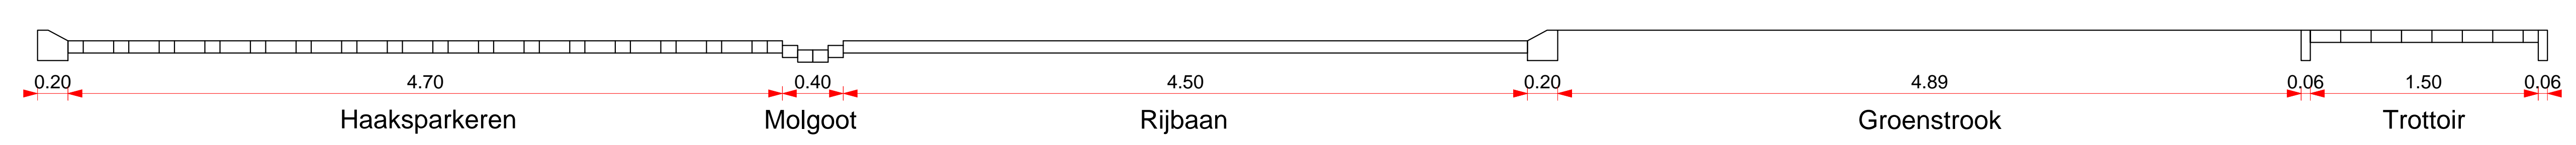 0.20 4.70 0.40 4.50 0.20 4.89 0.06 1.50 0.06
Haaksparkeren Molgoot Rijbaan Groenstrook Trottoir